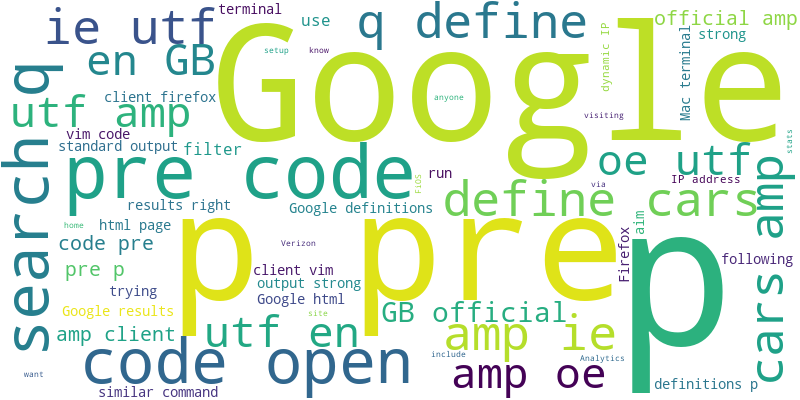 terminal
use
official amp
ie utf
q define
strong
Google
en GB
setup
know
dynamic IP
Mac terminal
client firefox
anyone
utf amp
visiting
vim code
standard output
filter
stats
search q
pre code
run
oe utf
via
IP address
FiOS
define cars
cars amp
results right
Google definitions
html page
home
p pre
p
aim
Firefox
code pre
Verizon
following
pre p
client vim
output strong
trying
Google html
Google results
site
GB official
amp client
utf en
amp ie
code open
include
Analytics
amp oe
want
similar command
definitions p